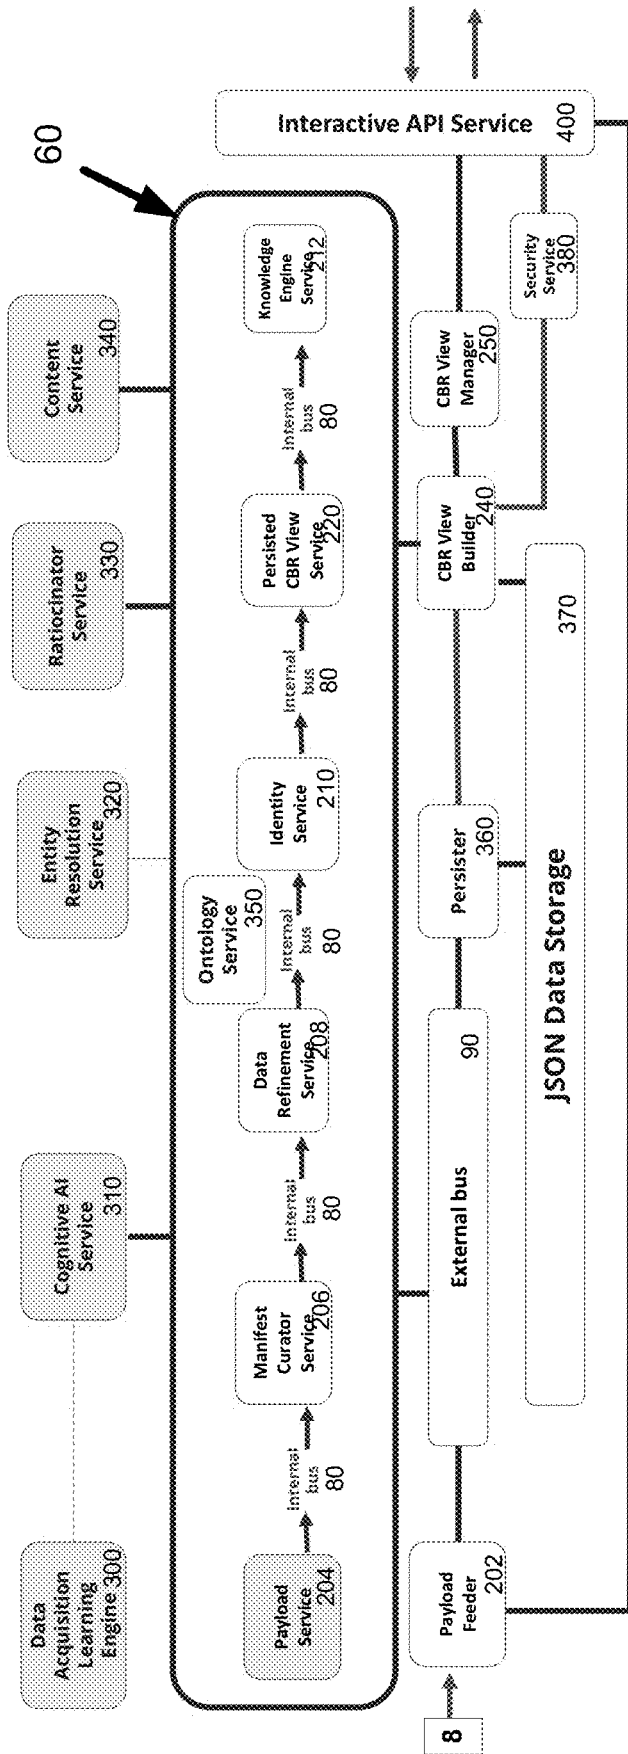 Data
Acquisition
Learning
Engine 300
Cognitive AI
Service
310
Entity
Resolution
Service
320
Ratiocinator
Service
330
Content
Service
340
60
Payload
Service
204
Internal
bus
80
Manifest
Curator
Service
206
Internal
bus
80
Data
Refinement
Service
208
Ontology
Service
350
Internal
bus
80
Identity
Service
210
Internal
bus
80
Persisted
CBR View
Service
220
Internal
bus
80
Knowledge
Engine
Service
212
8
Payload
Feeder
202
External bus
90
Persister
360
CBR View
Builder
240
CBR View
Manager
250
Security
Service
380
JSON Data Storage
370
Interactive API Service
400